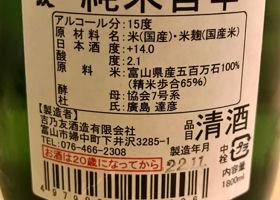 純米吟
アルコール分：15度
原材料名：米(国産)・米麹(国産米)
日本酒度：+14.0
酸度：2.1
原料米：富山県産五百万石100%
(精米歩合65%)
酵母：協会7号系
杜氏：廣島 達彦
【製造者】
吉乃友酒造有限会社
富山市婦中町下井沢3285-1
TEL：076-466-2308
お酒は20歳になってから
品目 清酒
製造年月 22.11
中栓
容量 1800ml